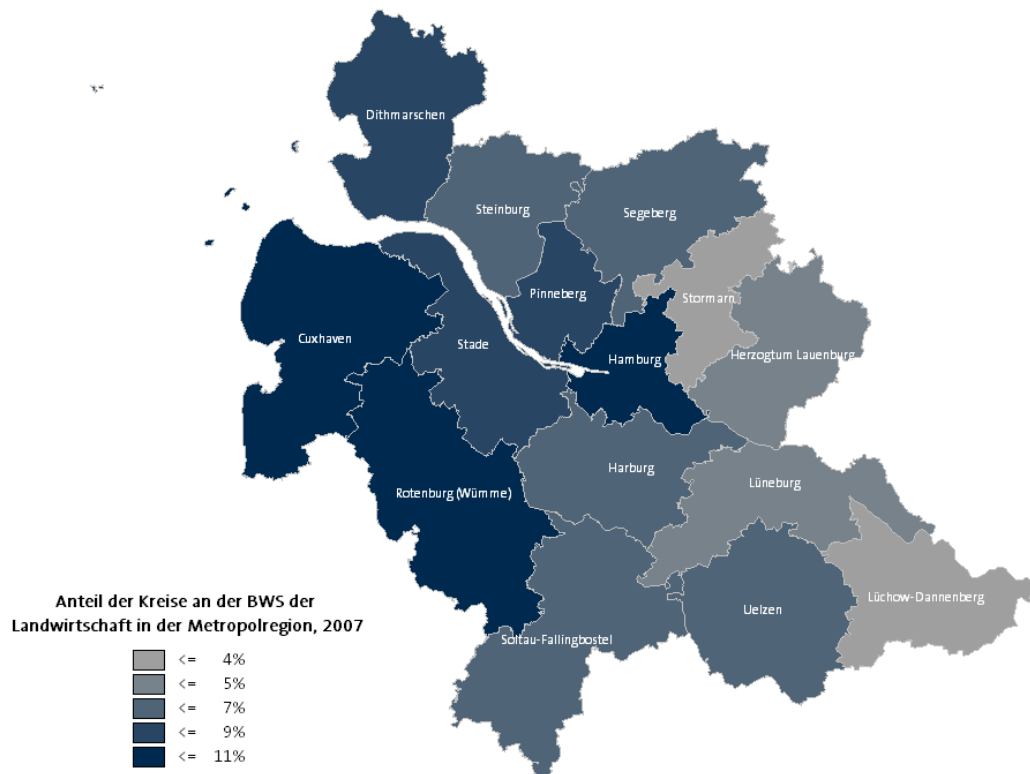 Dithmarschen
Steinburg
Segeberg
Pinneberg
Stormarn
Cuxhaven
Stade
Hamburg
Herzogtum Lauenburg
Harburg
Lüneburg
Rotenburg (Wümme)
Lüchow-Dannenberg
Uelzen
Soltau-Fallingbostel
Anteil der Kreise an der BWS der
Landwirtschaft in der Metropolregion, 2007
<= 4%
<= 5%
<= 7%
<= 9%
<= 11%